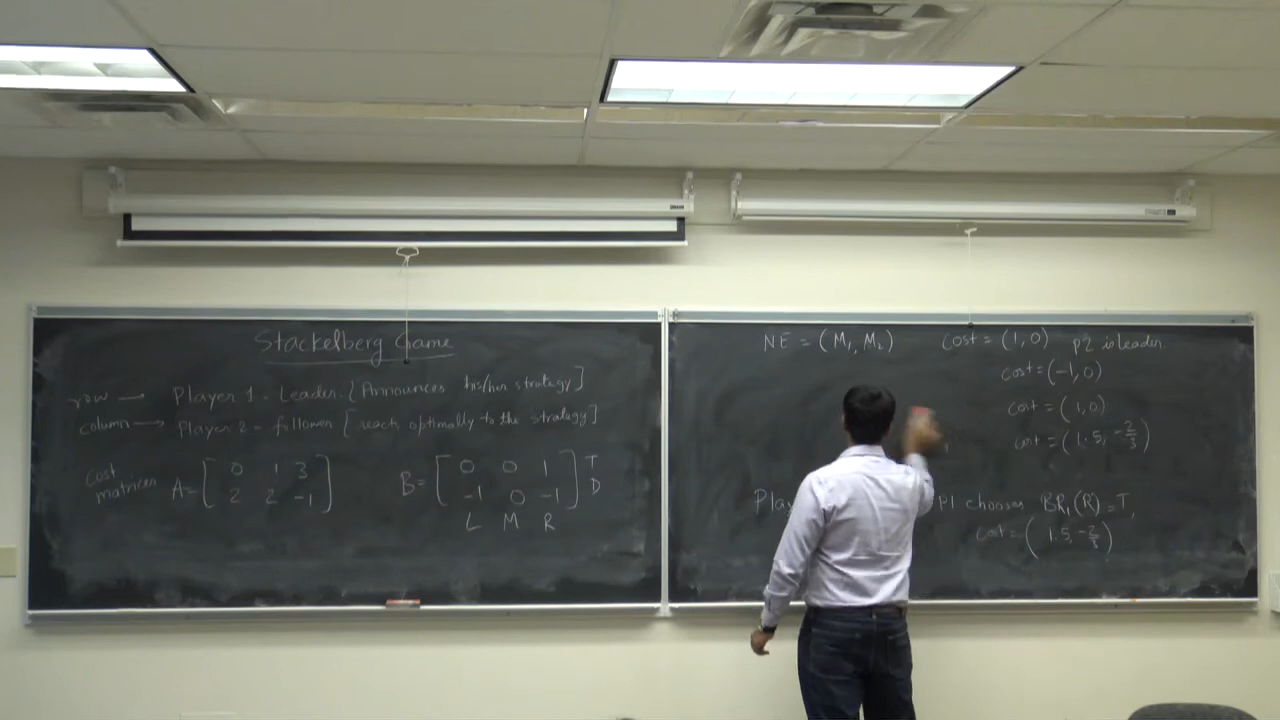 Stackelberg Game
row → Player 1 - Leader. [Announces his/her strategy]
column → Player 2 - follower [react optimally to the strategy]
cost matrices A = [ 0 1 3
2 2 -1 ]
B = [ 0 0 1
-1 0 -1 ] T
D
L M R
NE = (M₁, M₂) cost = (1, 0) P2 is leader.
cost = (-1, 0)
cost = (1, 0)
cost = (1.5, -2/3)
Play P1 chooses BR₁(R) = T,
cost = (1.5, -2/3)